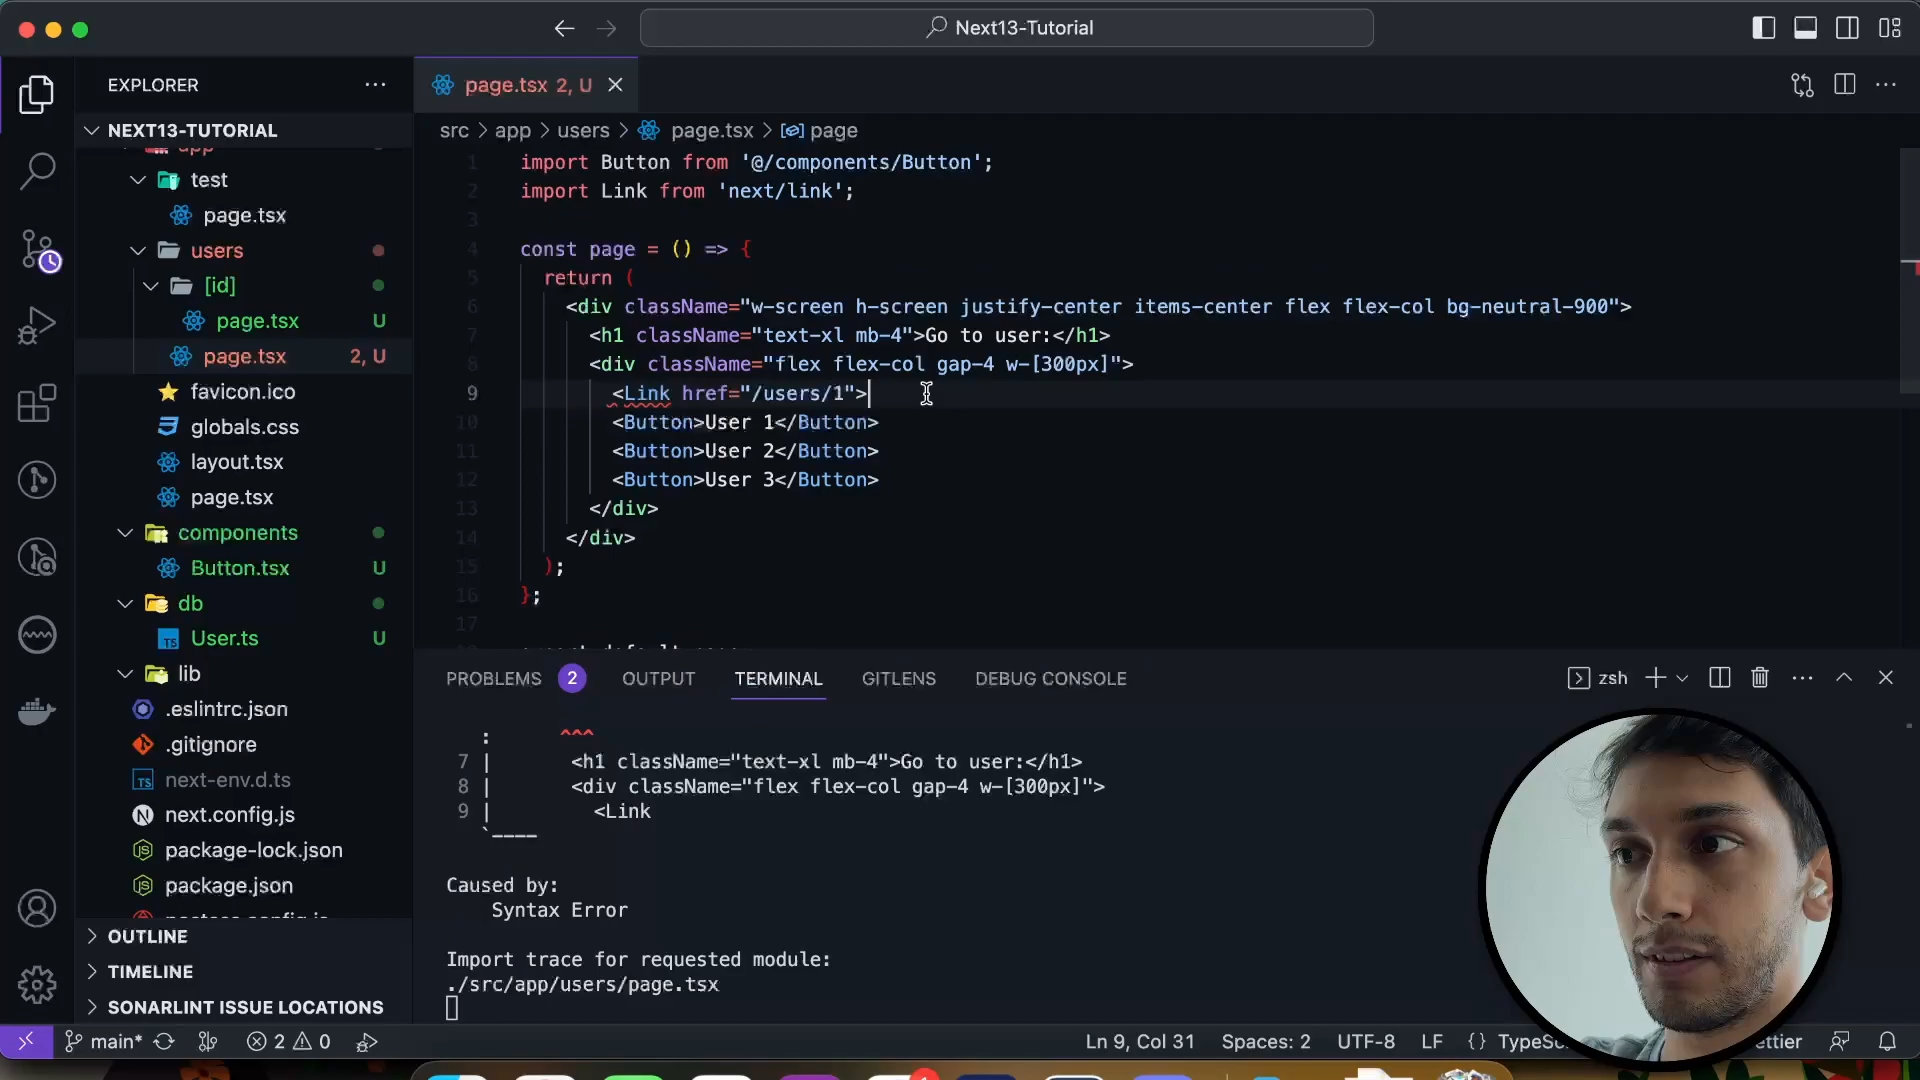 Next13-Tutorial
EXPLORER
page.tsx 2, U
NEXT13-TUTORIAL
src > app > users > page.tsx > page
app
test
page.tsx
users
[id]
page.tsx U
page.tsx 2, U
favicon.ico
globals.css
layout.tsx
page.tsx
components
Button.tsx U
db
TS User.ts U
lib
.eslintrc.json
.gitignore
TS next-env.d.ts
N next.config.js
package-lock.json
package.json
OUTLINE
TIMELINE
SONARLINT ISSUE LOCATIONS
1 import Button from '@/components/Button';
2 import Link from 'next/link';
3
4 const page = () => {
5 return (
6 <div className="w-screen h-screen justify-center items-center flex flex-col bg-neutral-900">
7 <h1 className="text-xl mb-4">Go to user:</h1>
8 <div className="flex flex-col gap-4 w-[300px]">
9 <Link href="/users/1">
10 <Button>User 1</Button>
11 <Button>User 2</Button>
12 <Button>User 3</Button>
13 </div>
14 </div>
15 );
16 };
17
PROBLEMS 2 OUTPUT TERMINAL GITLENS DEBUG CONSOLE zsh
: ^^^
7 | <h1 className="text-xl mb-4">Go to user:</h1>
8 | <div className="flex flex-col gap-4 w-[300px]">
9 | <Link
`----
Caused by:
Syntax Error
Import trace for requested module:
./src/app/users/page.tsx
main* 2 0 Ln 9, Col 31 Spaces: 2 UTF-8 LF {}